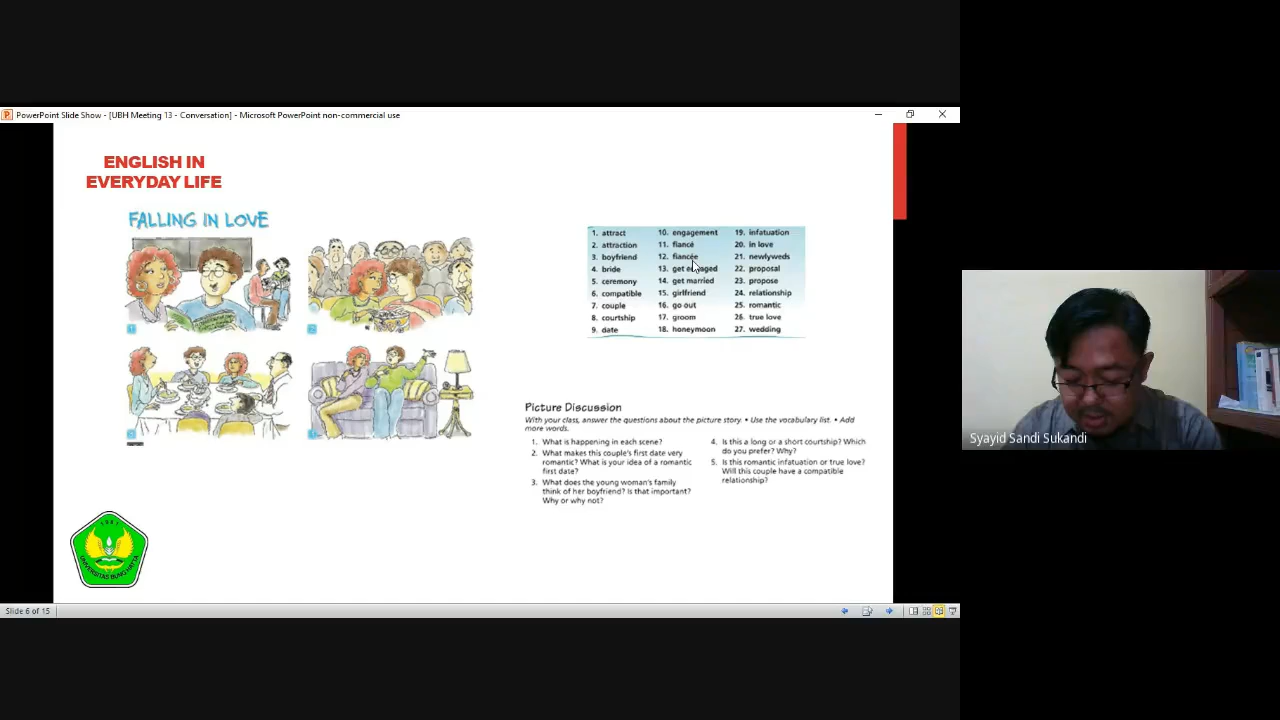 PowerPoint Slide Show - [UBH Meeting 13 - Conversation] - Microsoft PowerPoint non-commercial use
ENGLISH IN
EVERYDAY LIFE
FALLING IN LOVE
1. attract
2. attraction
3. boyfriend
4. bride
5. ceremony
6. compatible
7. couple
8. courtship
9. date
10. engagement
11. fiancé
12. fiancée
13. get engaged
14. get married
15. girlfriend
16. go out
17. groom
18. honeymoon
19. infatuation
20. in love
21. newlyweds
22. proposal
23. propose
24. relationship
25. romantic
26. true love
27. wedding
Picture Discussion
With your class, answer the questions about the picture story. • Use the vocabulary list. • Add
more words.
1. What is happening in each scene?
2. What makes this couple's first date very
romantic? What is your idea of a romantic
first date?
3. What does the young woman's family
think of her boyfriend? Is that important?
Why or why not?
4. Is this a long or a short courtship? Which
do you prefer? Why?
5. Is this romantic infatuation or true love?
Will this couple have a compatible
relationship?
1981
UNIVERSITAS BUNG HATTA
Slide 6 of 15
Syayid Sandi Sukandi